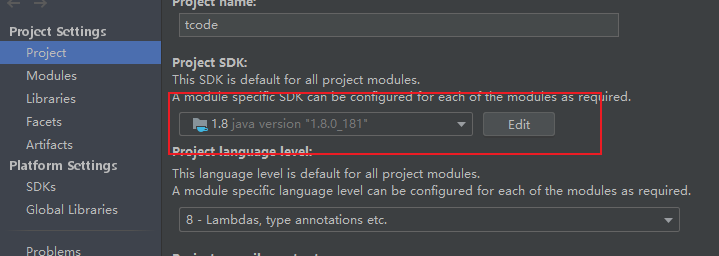 Project name:
tcode
Project Settings
Project
Modules
Libraries
Facets
Artifacts
Platform Settings
SDKs
Global Libraries
Problems
Project SDK:
This SDK is default for all project modules.
A module specific SDK can be configured for each of the modules as required.
1.8 java version "1.8.0_181"
Edit
Project language level:
This language level is default for all project modules.
A module specific language level can be configured for each of the modules as required.
8 - Lambdas, type annotations etc.